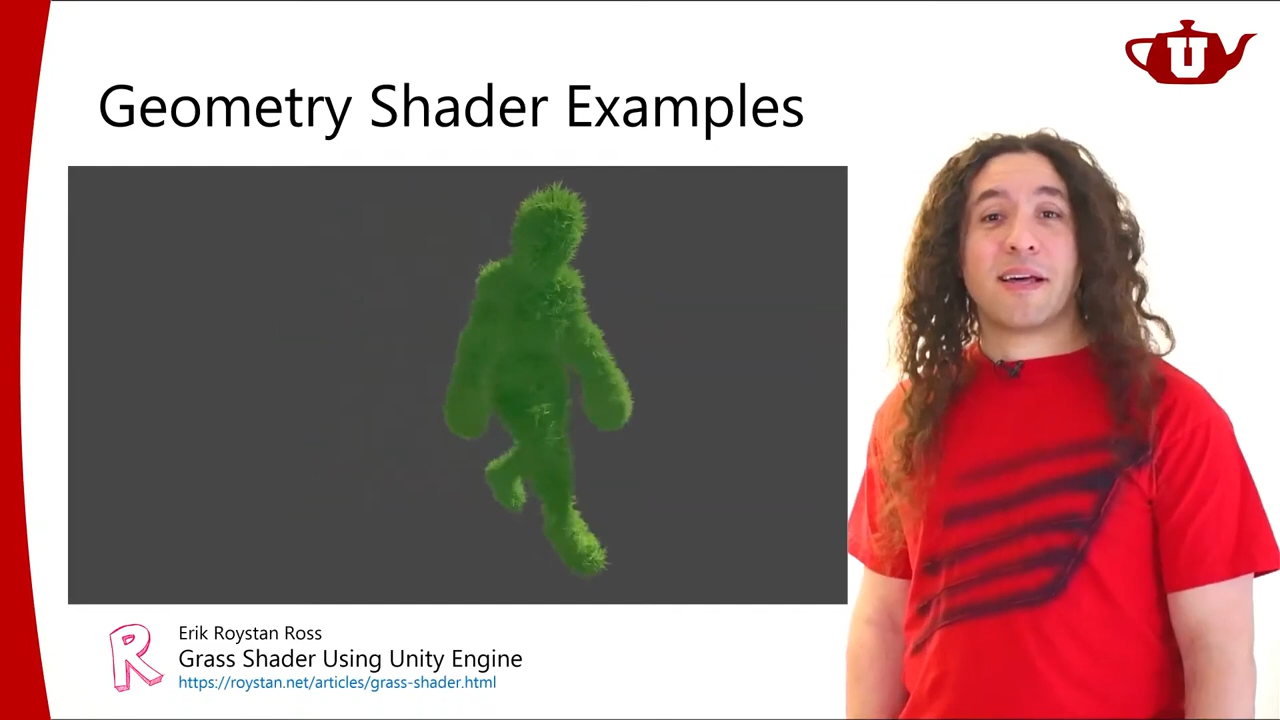 U
Geometry Shader Examples
R
Erik Roystan Ross
Grass Shader Using Unity Engine
https://roystan.net/articles/grass-shader.html